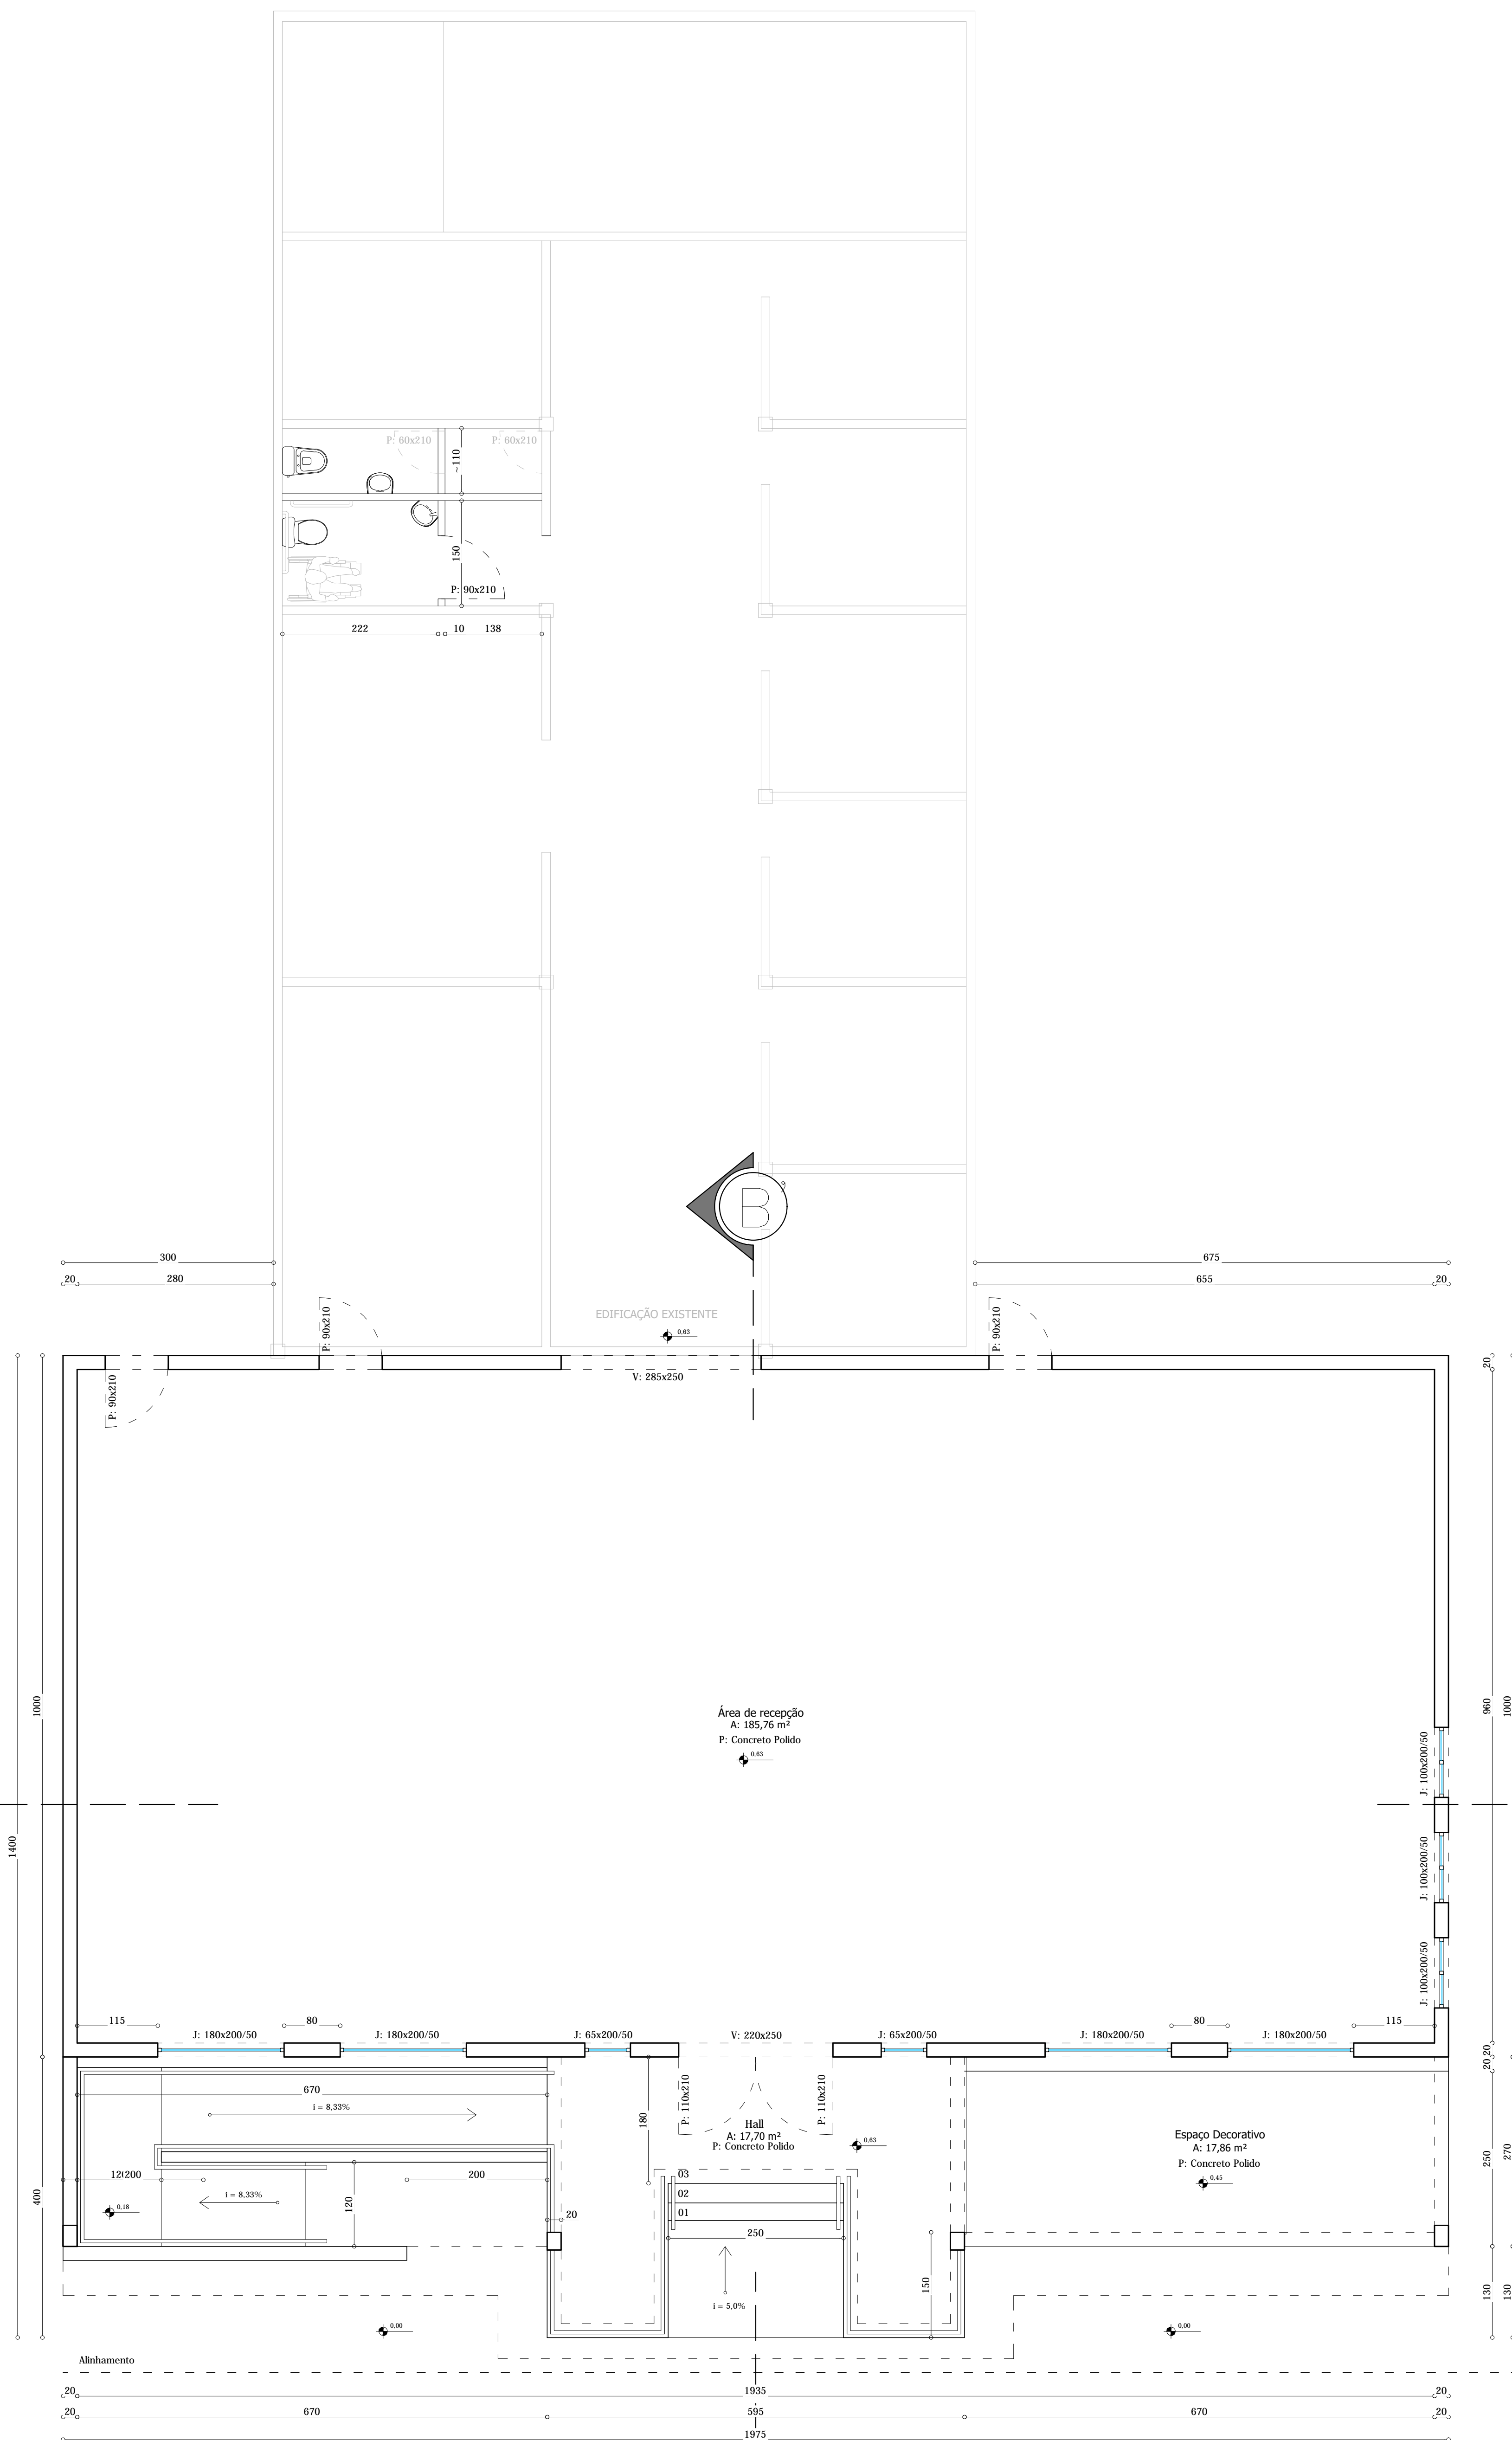 P: 60x210
P: 60x210
~110
150
P: 90x210
222
10
138
B
300
675
20
280
655
20
P: 90x210
P: 90x210
EDIFICAÇÃO EXISTENTE
0,63
20
P: 90x210
V: 285x250
1000
1400
960
1000
Área de recepção
A: 185,76 m²
P: Concreto Polido
0,63
J: 100x200/50
J: 100x200/50
J: 100x200/50
115
80
80
115
J: 180x200/50
J: 180x200/50
J: 65x200/50
V: 220x250
J: 65x200/50
J: 180x200/50
J: 180x200/50
20
20
670
i = 8,33%
180
P: 110x210
P: 110x210
Hall
A: 17,70 m²
P: Concreto Polido
0,63
Espaço Decorativo
A: 17,86 m²
P: Concreto Polido
0,45
250
270
400
200
200
i = 8,33%
0,18
120
20
03
02
01
250
150
i = 5,0%
130
130
0,00
0,00
Alinhamento
20
1935
20
20
670
595
670
20
1975